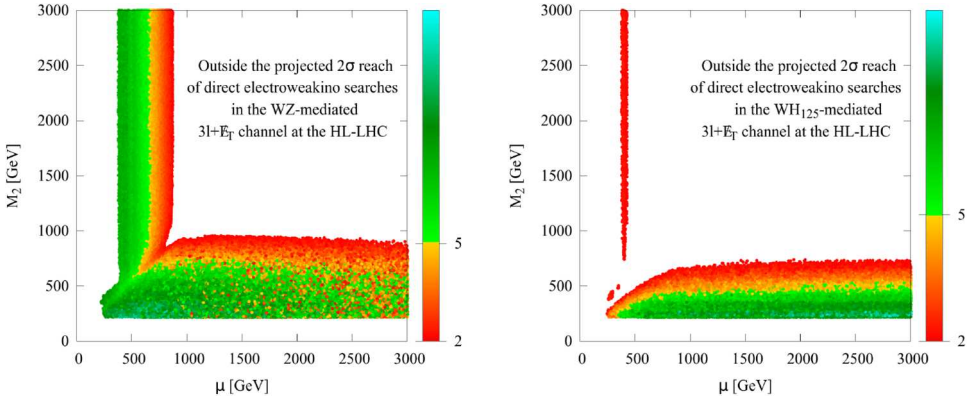 3000
2500
2000
1500
1000
500
0
M₂ [GeV]
Outside the projected 2σ reach
of direct electroweakino searches
in the WZ-mediated
3l+E̸_T channel at the HL-LHC
0 500 1000 1500 2000 2500 3000
μ [GeV]
5
2
3000
2500
2000
1500
1000
500
0
M₂ [GeV]
Outside the projected 2σ reach
of direct electroweakino searches
in the WH₁₂₅-mediated
3l+E̸_T channel at the HL-LHC
0 500 1000 1500 2000 2500 3000
μ [GeV]
5
2